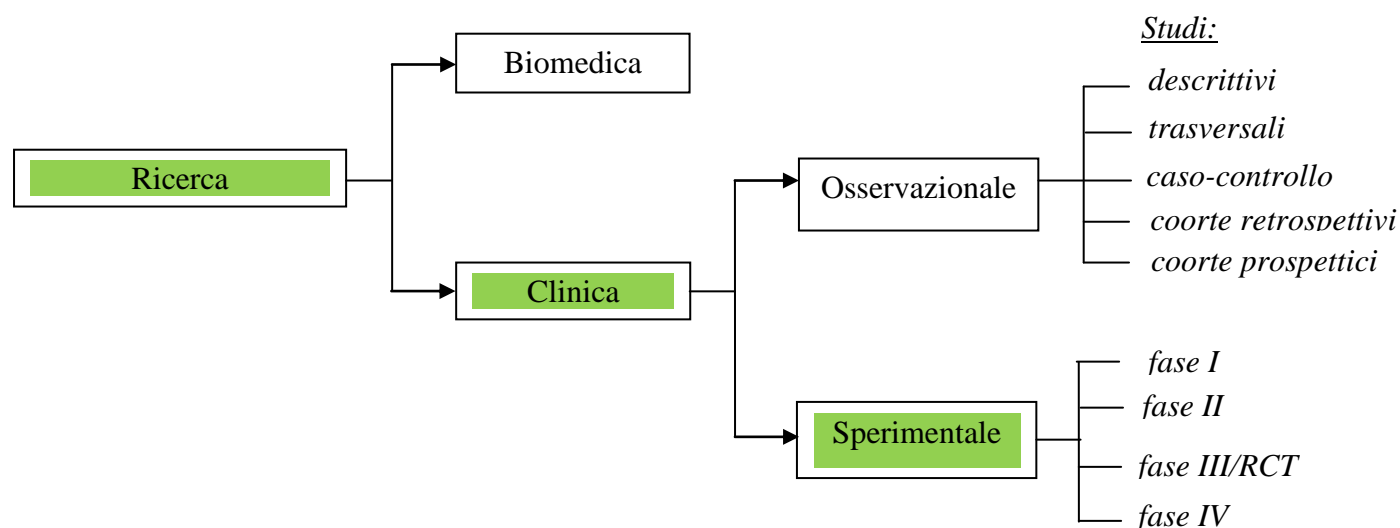 Studi:
Biomedica
descrittivi
trasversali
Ricerca
Osservazionale
caso-controllo
coorte retrospettivi
coorte prospettici
Clinica
fase I
fase II
Sperimentale
fase III/RCT
fase IV